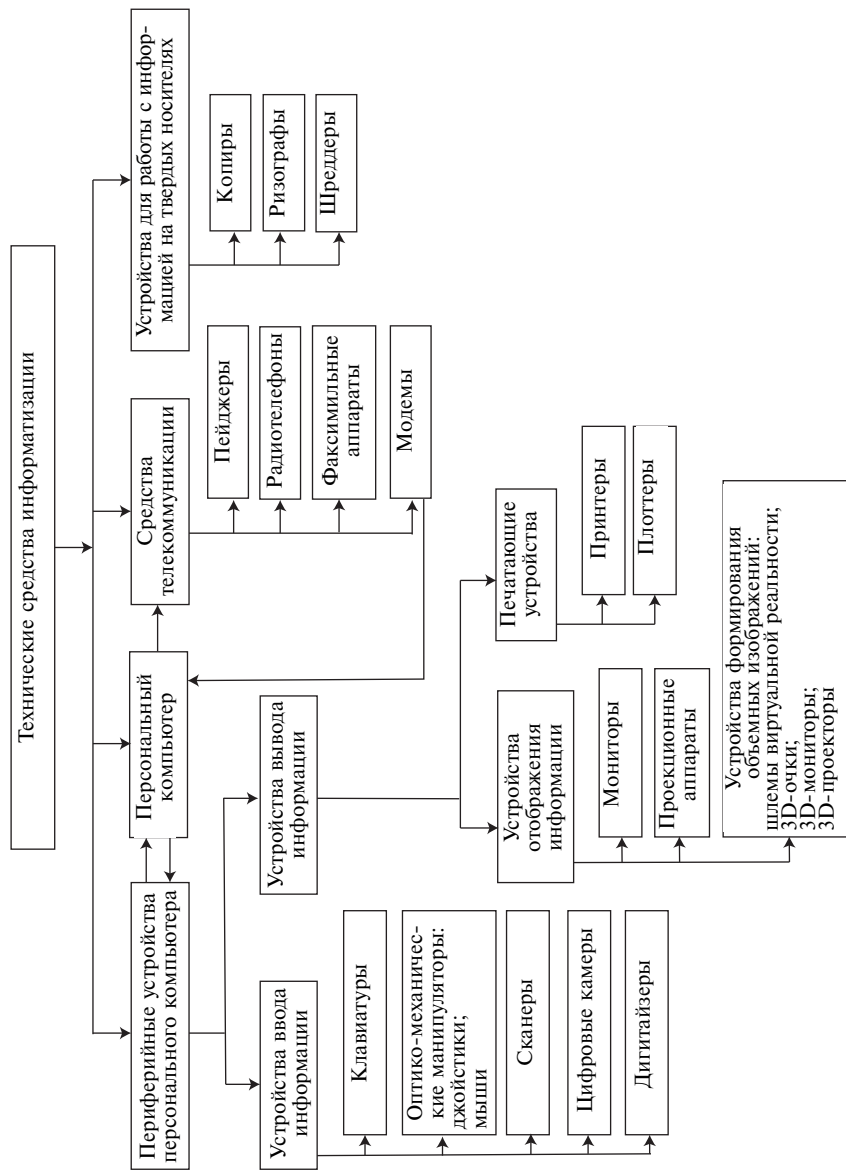 Технические средства информатизации
Периферийные устройства
персонального компьютера
Персональный
компьютер
Средства
телекоммуникации
Устройства для работы с инфор-
мацией на твердых носителях
Устройства ввода
информации
Устройства вывода
информации
Пейджеры
Радиотелефоны
Факсимильные
аппараты
Модемы
Копиры
Ризографы
Шреддеры
Клавиатуры
Оптико-механичес-
кие манипуляторы:
джойстики;
мыши
Сканеры
Цифровые камеры
Дигитайзеры
Устройства
отображения
информации
Печатающие
устройства
Мониторы
Проекционные
аппараты
Устройства формирования
объемных изображений:
шлемы виртуальной реальности;
3D-очки;
3D-мониторы;
3D-проекторы
Принтеры
Плоттеры